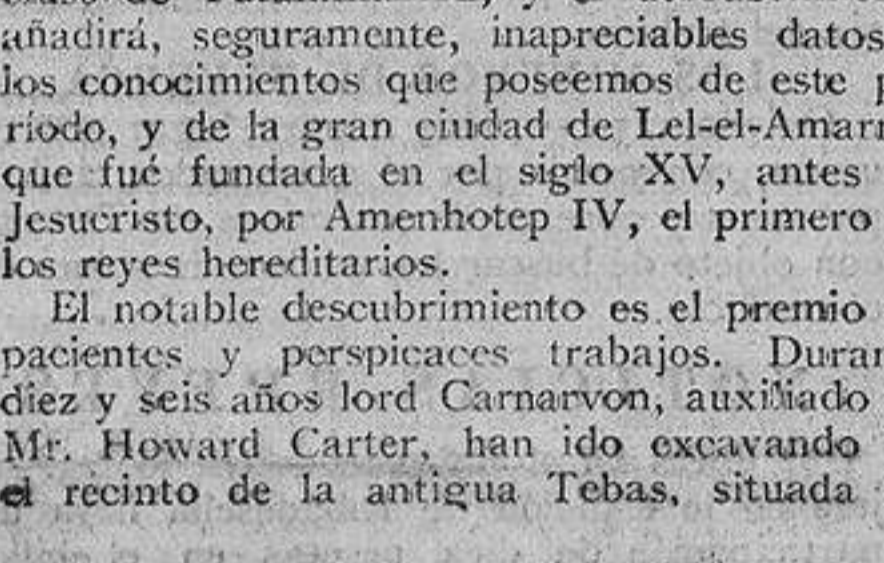 añadirá, seguramente, inapreciables datos
los conocimientos que poseemos de este p
ríodo, y de la gran ciudad de Lel-el-Amarn
que fué fundada en el siglo XV, antes
Jesucristo, por Amenhotep IV, el primero
los reyes hereditarios.
El notable descubrimiento es el premio
pacientes y perspicaces trabajos. Duran
diez y seis años lord Carnarvon, auxiliado
Mr. Howard Carter, han ido excavando
el recinto de la antigua Tebas, situada